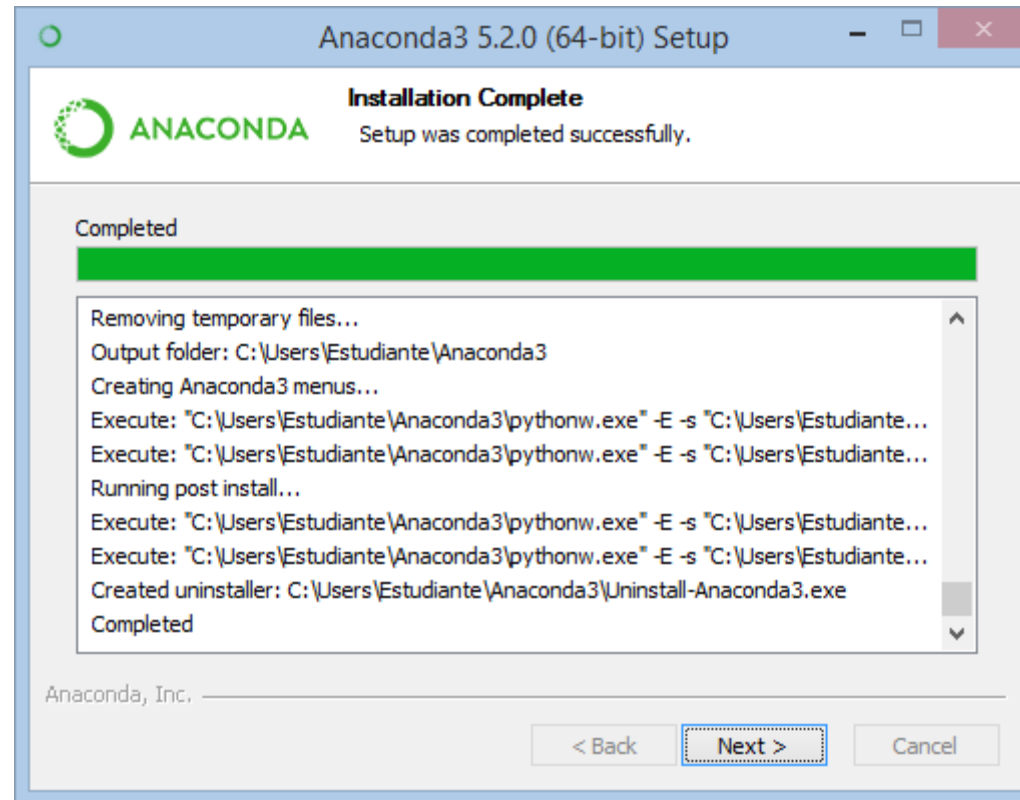 Anaconda3 5.2.0 (64-bit) Setup
ANACONDA
Installation Complete
Setup was completed successfully.
Completed
Removing temporary files...
Output folder: C:\Users\Estudiante\Anaconda3
Creating Anaconda3 menus...
Execute: "C:\Users\Estudiante\Anaconda3\pythonw.exe" -E -s "C:\Users\Estudiante...
Execute: "C:\Users\Estudiante\Anaconda3\pythonw.exe" -E -s "C:\Users\Estudiante...
Running post install...
Execute: "C:\Users\Estudiante\Anaconda3\pythonw.exe" -E -s "C:\Users\Estudiante...
Execute: "C:\Users\Estudiante\Anaconda3\pythonw.exe" -E -s "C:\Users\Estudiante...
Created uninstaller: C:\Users\Estudiante\Anaconda3\Uninstall-Anaconda3.exe
Completed
Anaconda, Inc.
< Back Next > Cancel